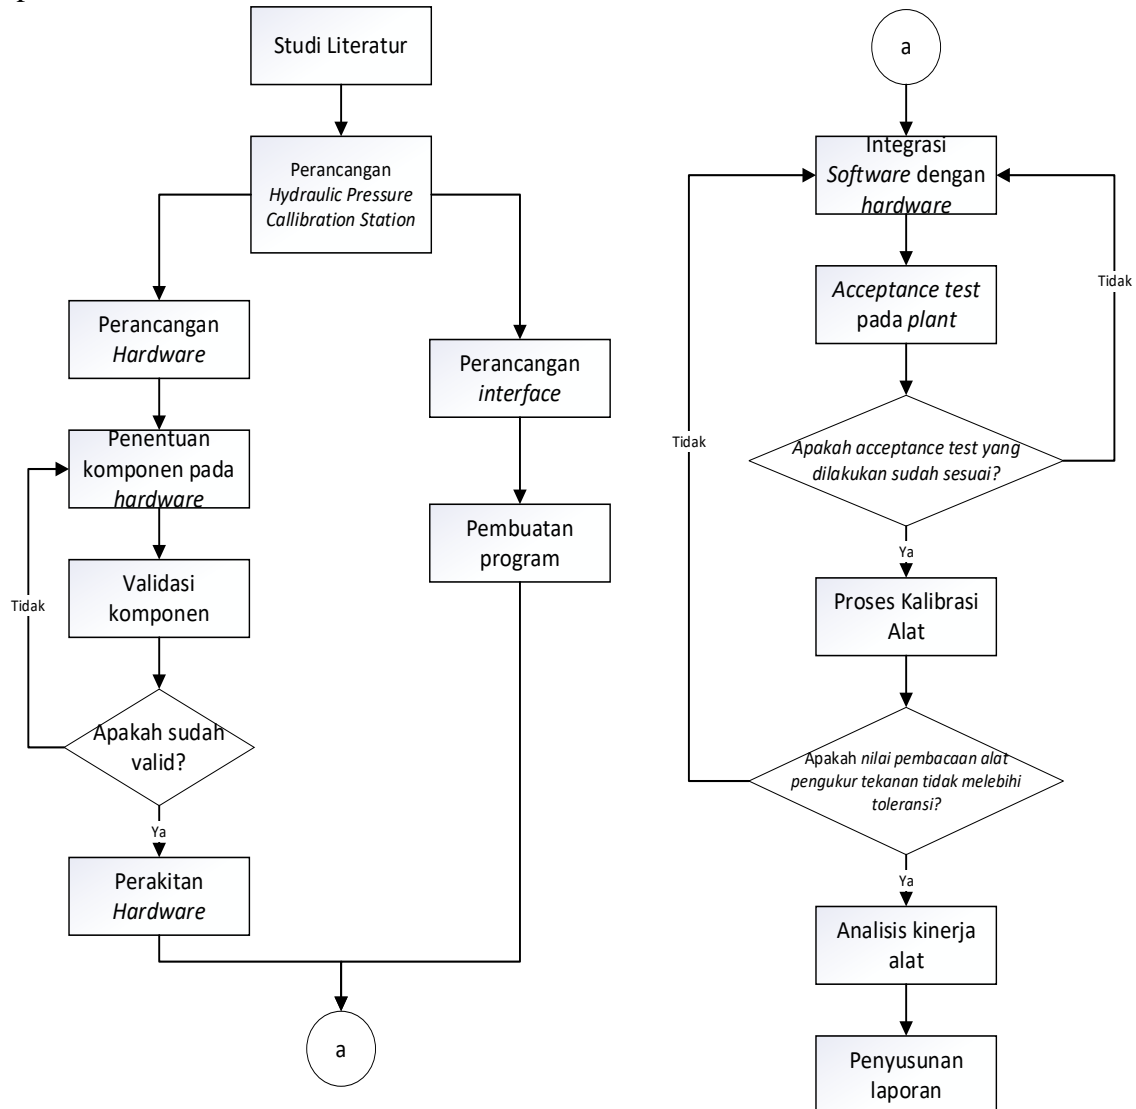 Studi Literatur
Perancangan
Hydraulic Pressure
Callibration Station
Perancangan
Hardware
Penentuan
komponen pada
hardware
Validasi
komponen
Tidak
Apakah sudah
valid?
Ya
Perakitan
Hardware
Perancangan
interface
Pembuatan
program
a
a
Integrasi
Software dengan
hardware
Acceptance test
pada plant
Tidak
Tidak
Apakah acceptance test yang
dilakukan sudah sesuai?
Ya
Proses Kalibrasi
Alat
Apakah nilai pembacaan alat
pengukur tekanan tidak melebihi
toleransi?
Ya
Analisis kinerja
alat
Penyusunan
laporan